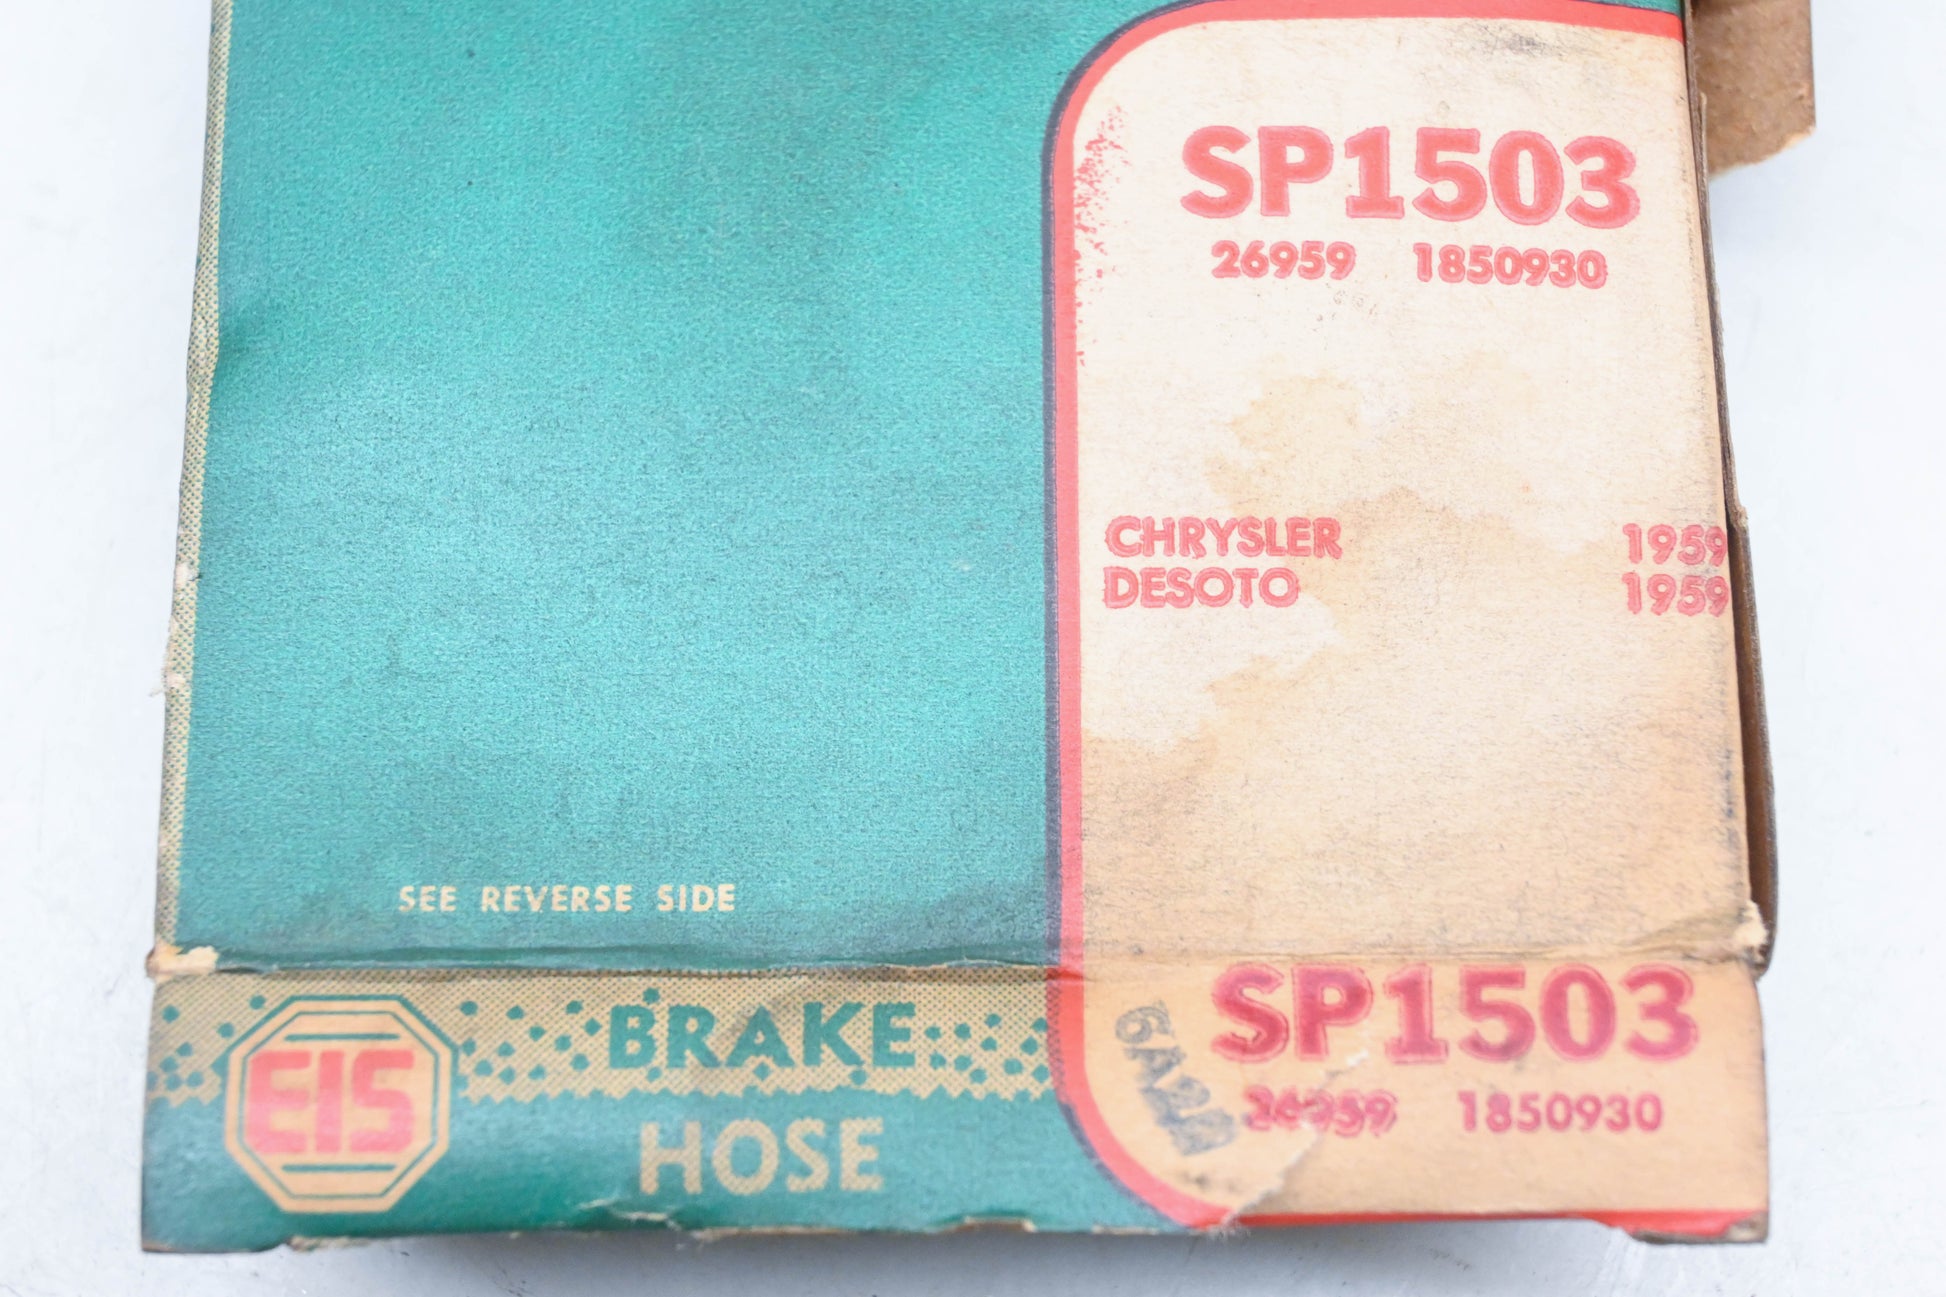 SP1503
26959 1850930
CHRYSLER 1959
DESOTO 1959
SEE REVERSE SIDE
EIS
BRAKE
HOSE
SP1503
26959 1850930